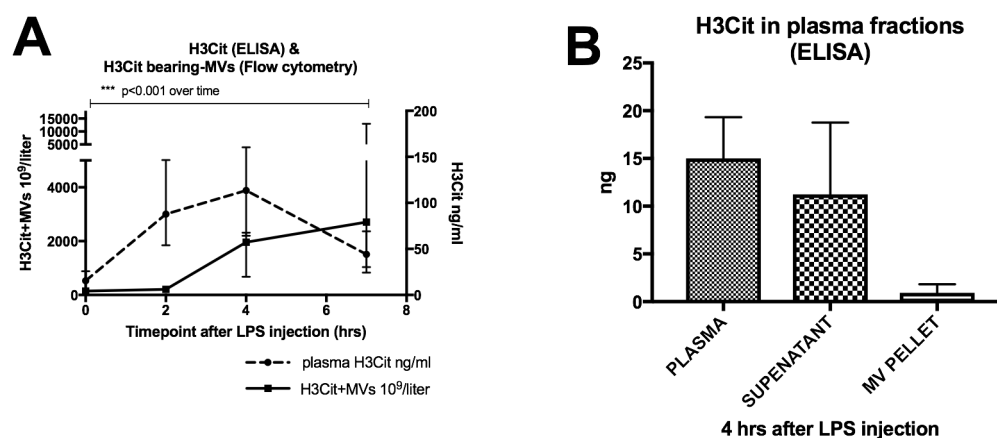 A
H3Cit (ELISA) &
H3Cit bearing-MVs (Flow cytometry)
*** p<0.001 over time
H3Cit+MVs 10⁹/liter
15000
10000
5000
4000
2000
0
200
150
100
50
0
H3Cit ng/ml
0 2 4 6 8
Timepoint after LPS injection (hrs)
plasma H3Cit ng/ml
H3Cit+MVs 10⁹/liter
B
H3Cit in plasma fractions
(ELISA)
ng
25
20
15
10
5
0
PLASMA
SUPENATANT
MV PELLET
4 hrs after LPS injection